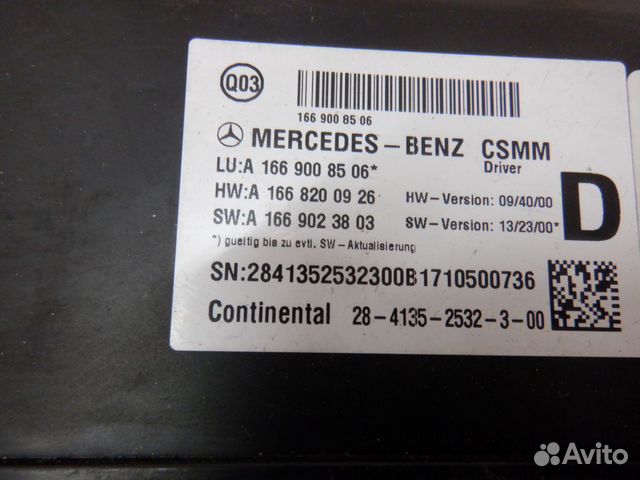 Q03
166 900 85 06
MERCEDES-BENZ CSMM
Driver
LU:A 166 900 85 06*
HW:A 166 820 09 26 HW-Version: 09/40/00
SW:A 166 902 38 03 SW-Version: 13/23/00*
D
*) gueltig bis zu evtl. SW-Aktualisierung
SN:2841352532300B1710500736
Continental 28-4135-2532-3-00
Avito